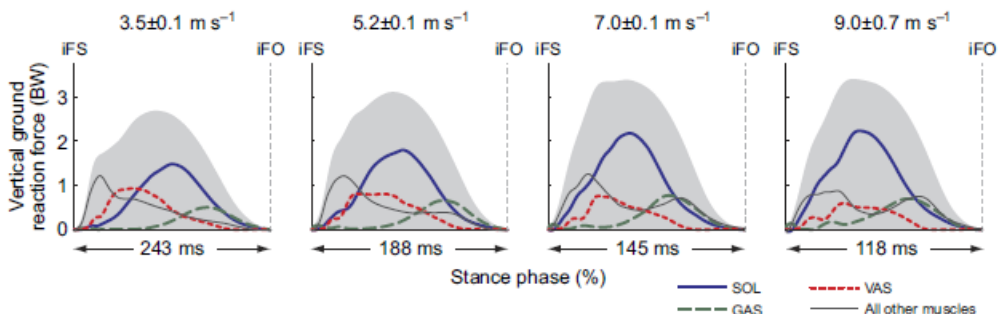 3.5±0.1 m s⁻¹ 5.2±0.1 m s⁻¹ 7.0±0.1 m s⁻¹ 9.0±0.7 m s⁻¹
iFS iFO iFS iFO iFS iFO iFS iFO
Vertical ground
reaction force (BW)
3
2
1
0
243 ms 188 ms 145 ms 118 ms
Stance phase (%)
SOL VAS
GAS All other muscles